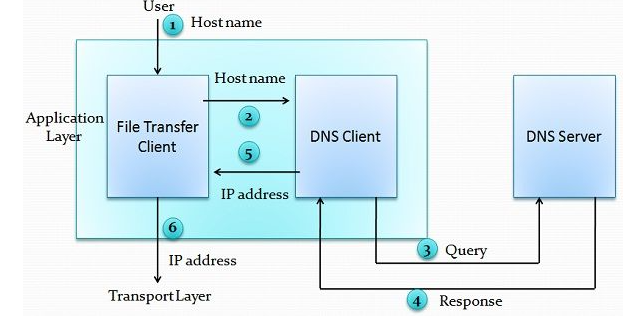 User
1 Host name
Host name
2
Application
Layer
File Transfer
Client
DNS Client
DNS Server
5
IP address
6
IP address
3 Query
Transport Layer
4 Response